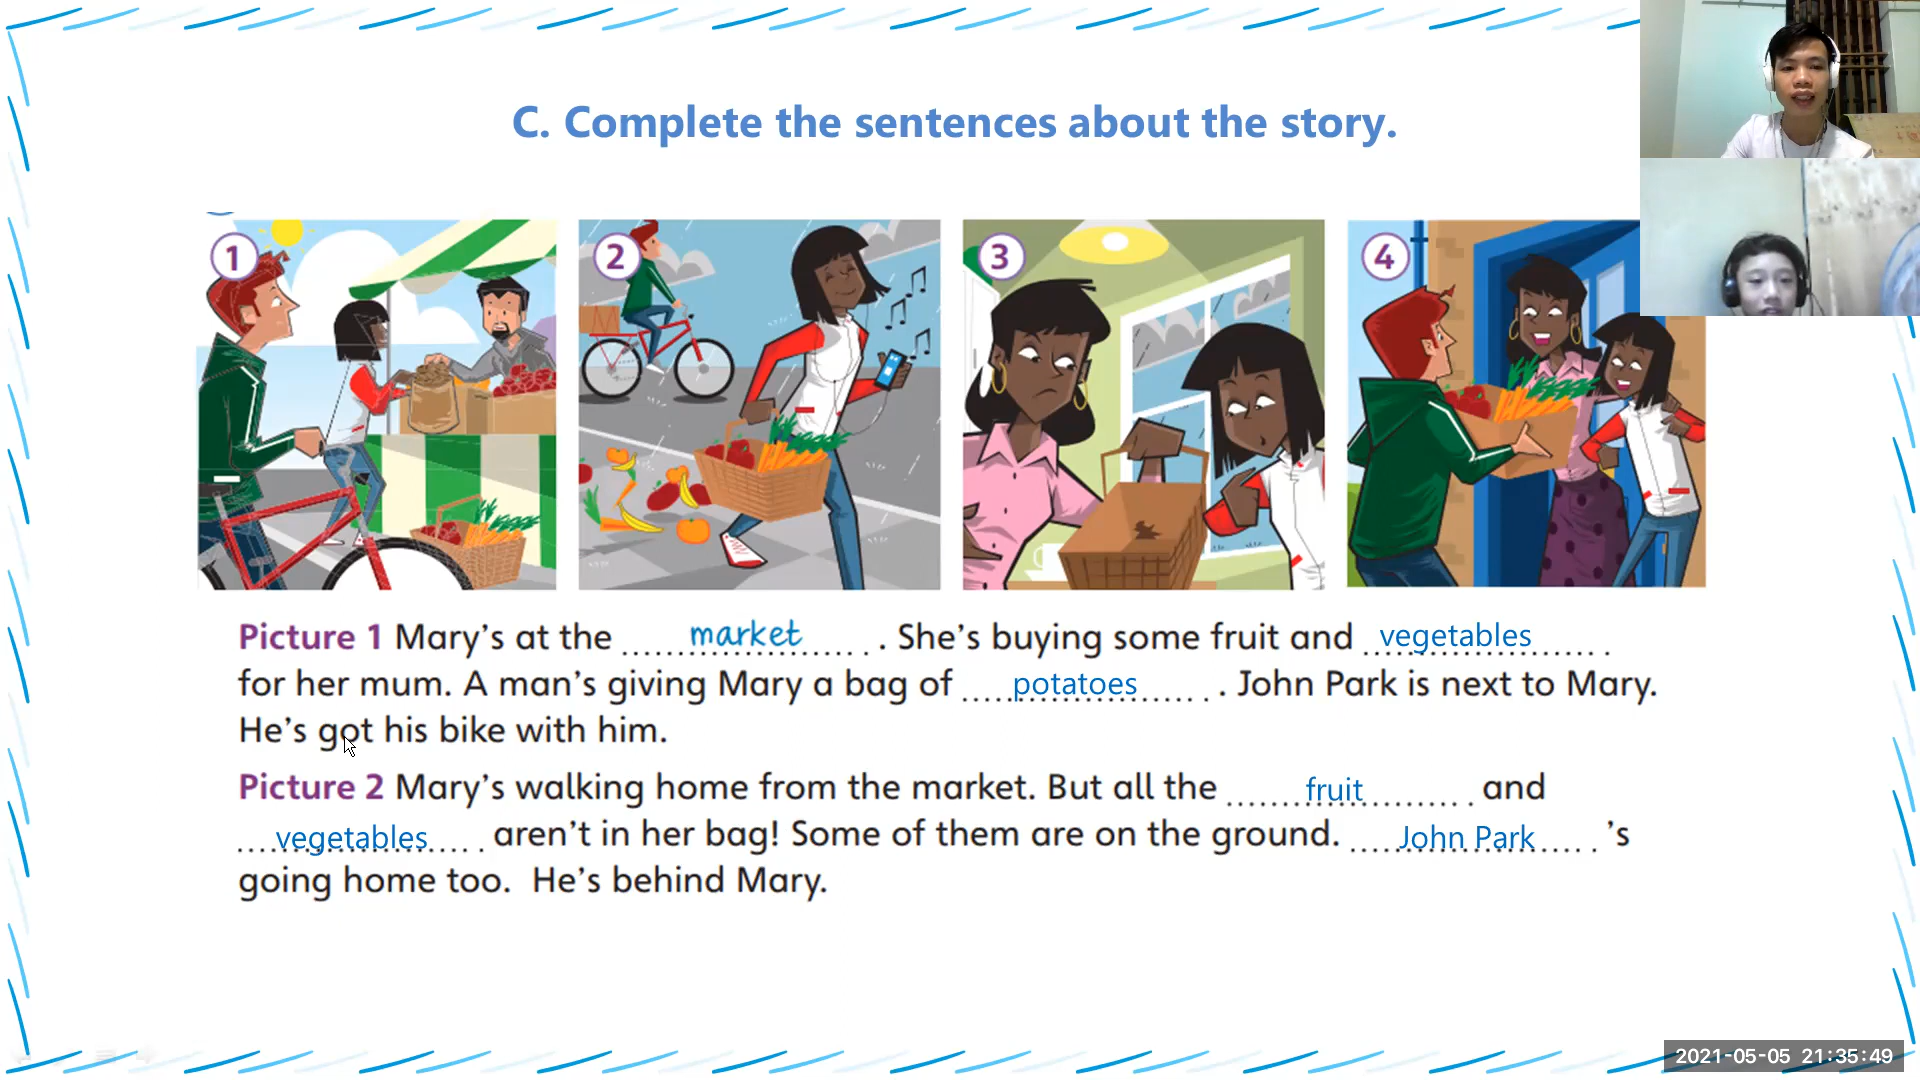 C. Complete the sentences about the story.
1
2
3
4
Picture 1 Mary's at the ....market.... . She's buying some fruit and ....vegetables....
for her mum. A man's giving Mary a bag of ....potatoes.... . John Park is next to Mary.
He's got his bike with him.
Picture 2 Mary's walking home from the market. But all the ....fruit.... and
....vegetables.... aren't in her bag! Some of them are on the ground. ....John Park.... 's
going home too. He's behind Mary.
2021-05-05 21:35:49